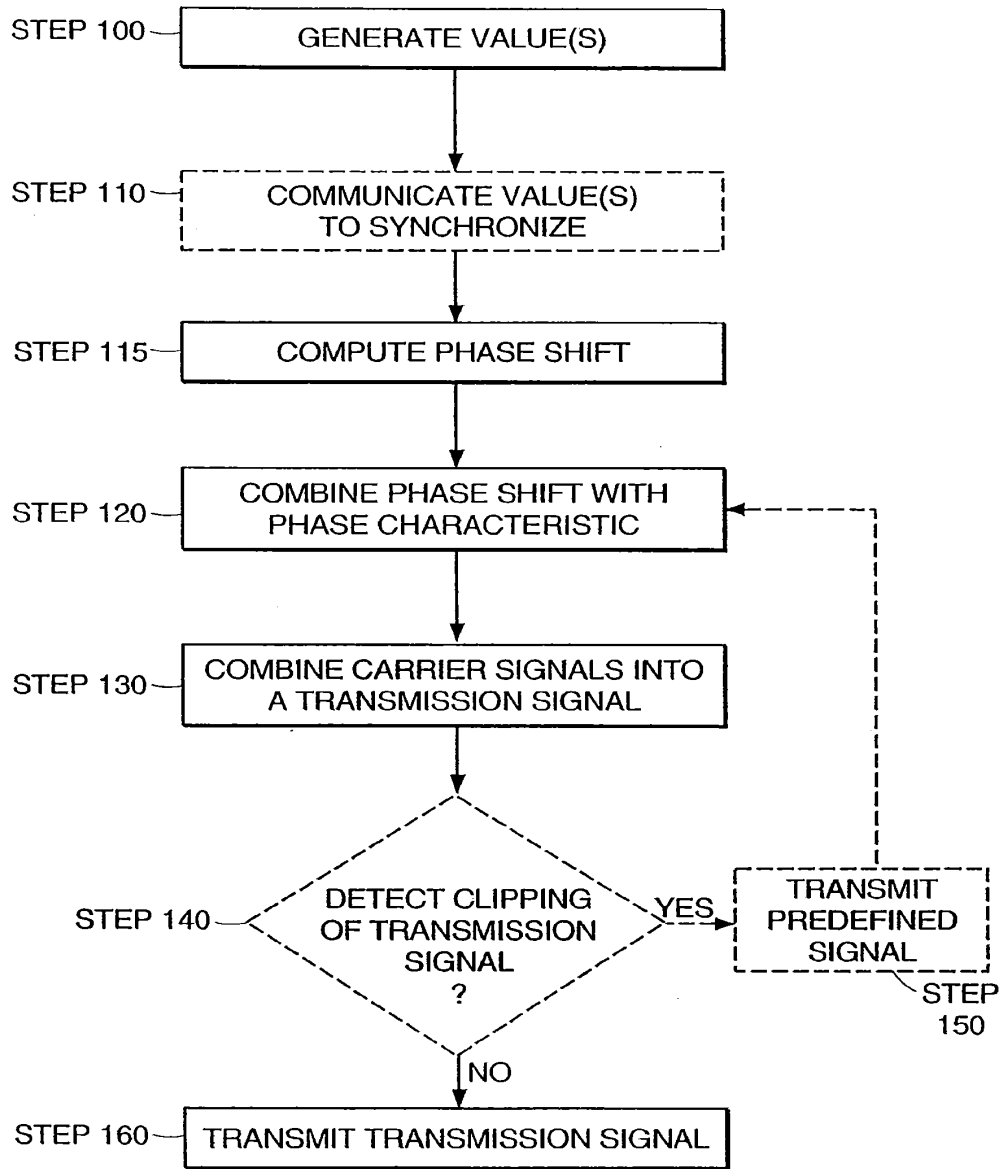 STEP 100
GENERATE VALUE(S)
STEP 110
COMMUNICATE VALUE(S)
TO SYNCHRONIZE
STEP 115
COMPUTE PHASE SHIFT
STEP 120
COMBINE PHASE SHIFT WITH
PHASE CHARACTERISTIC
STEP 130
COMBINE CARRIER SIGNALS INTO
A TRANSMISSION SIGNAL
STEP 140
DETECT CLIPPING
OF TRANSMISSION
SIGNAL
?
YES
TRANSMIT
PREDEFINED
SIGNAL
STEP
150
NO
STEP 160
TRANSMIT TRANSMISSION SIGNAL